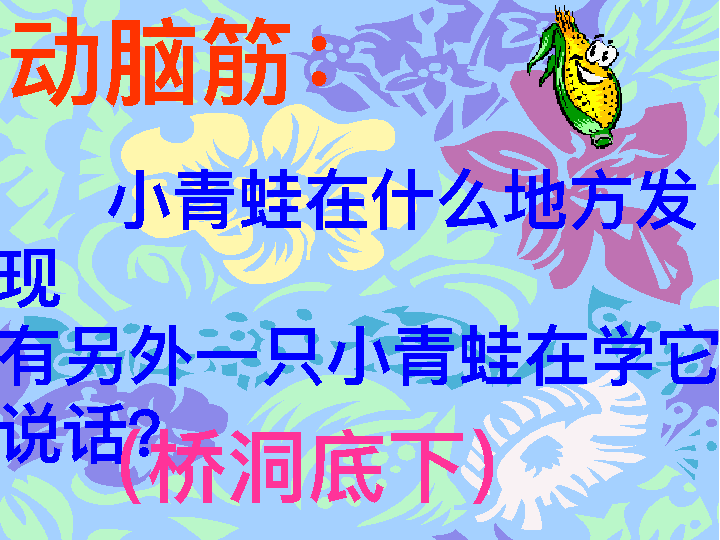 动脑筋：
小青蛙在什么地方发
现
有另外一只小青蛙在学它
说话?
（桥洞底下）